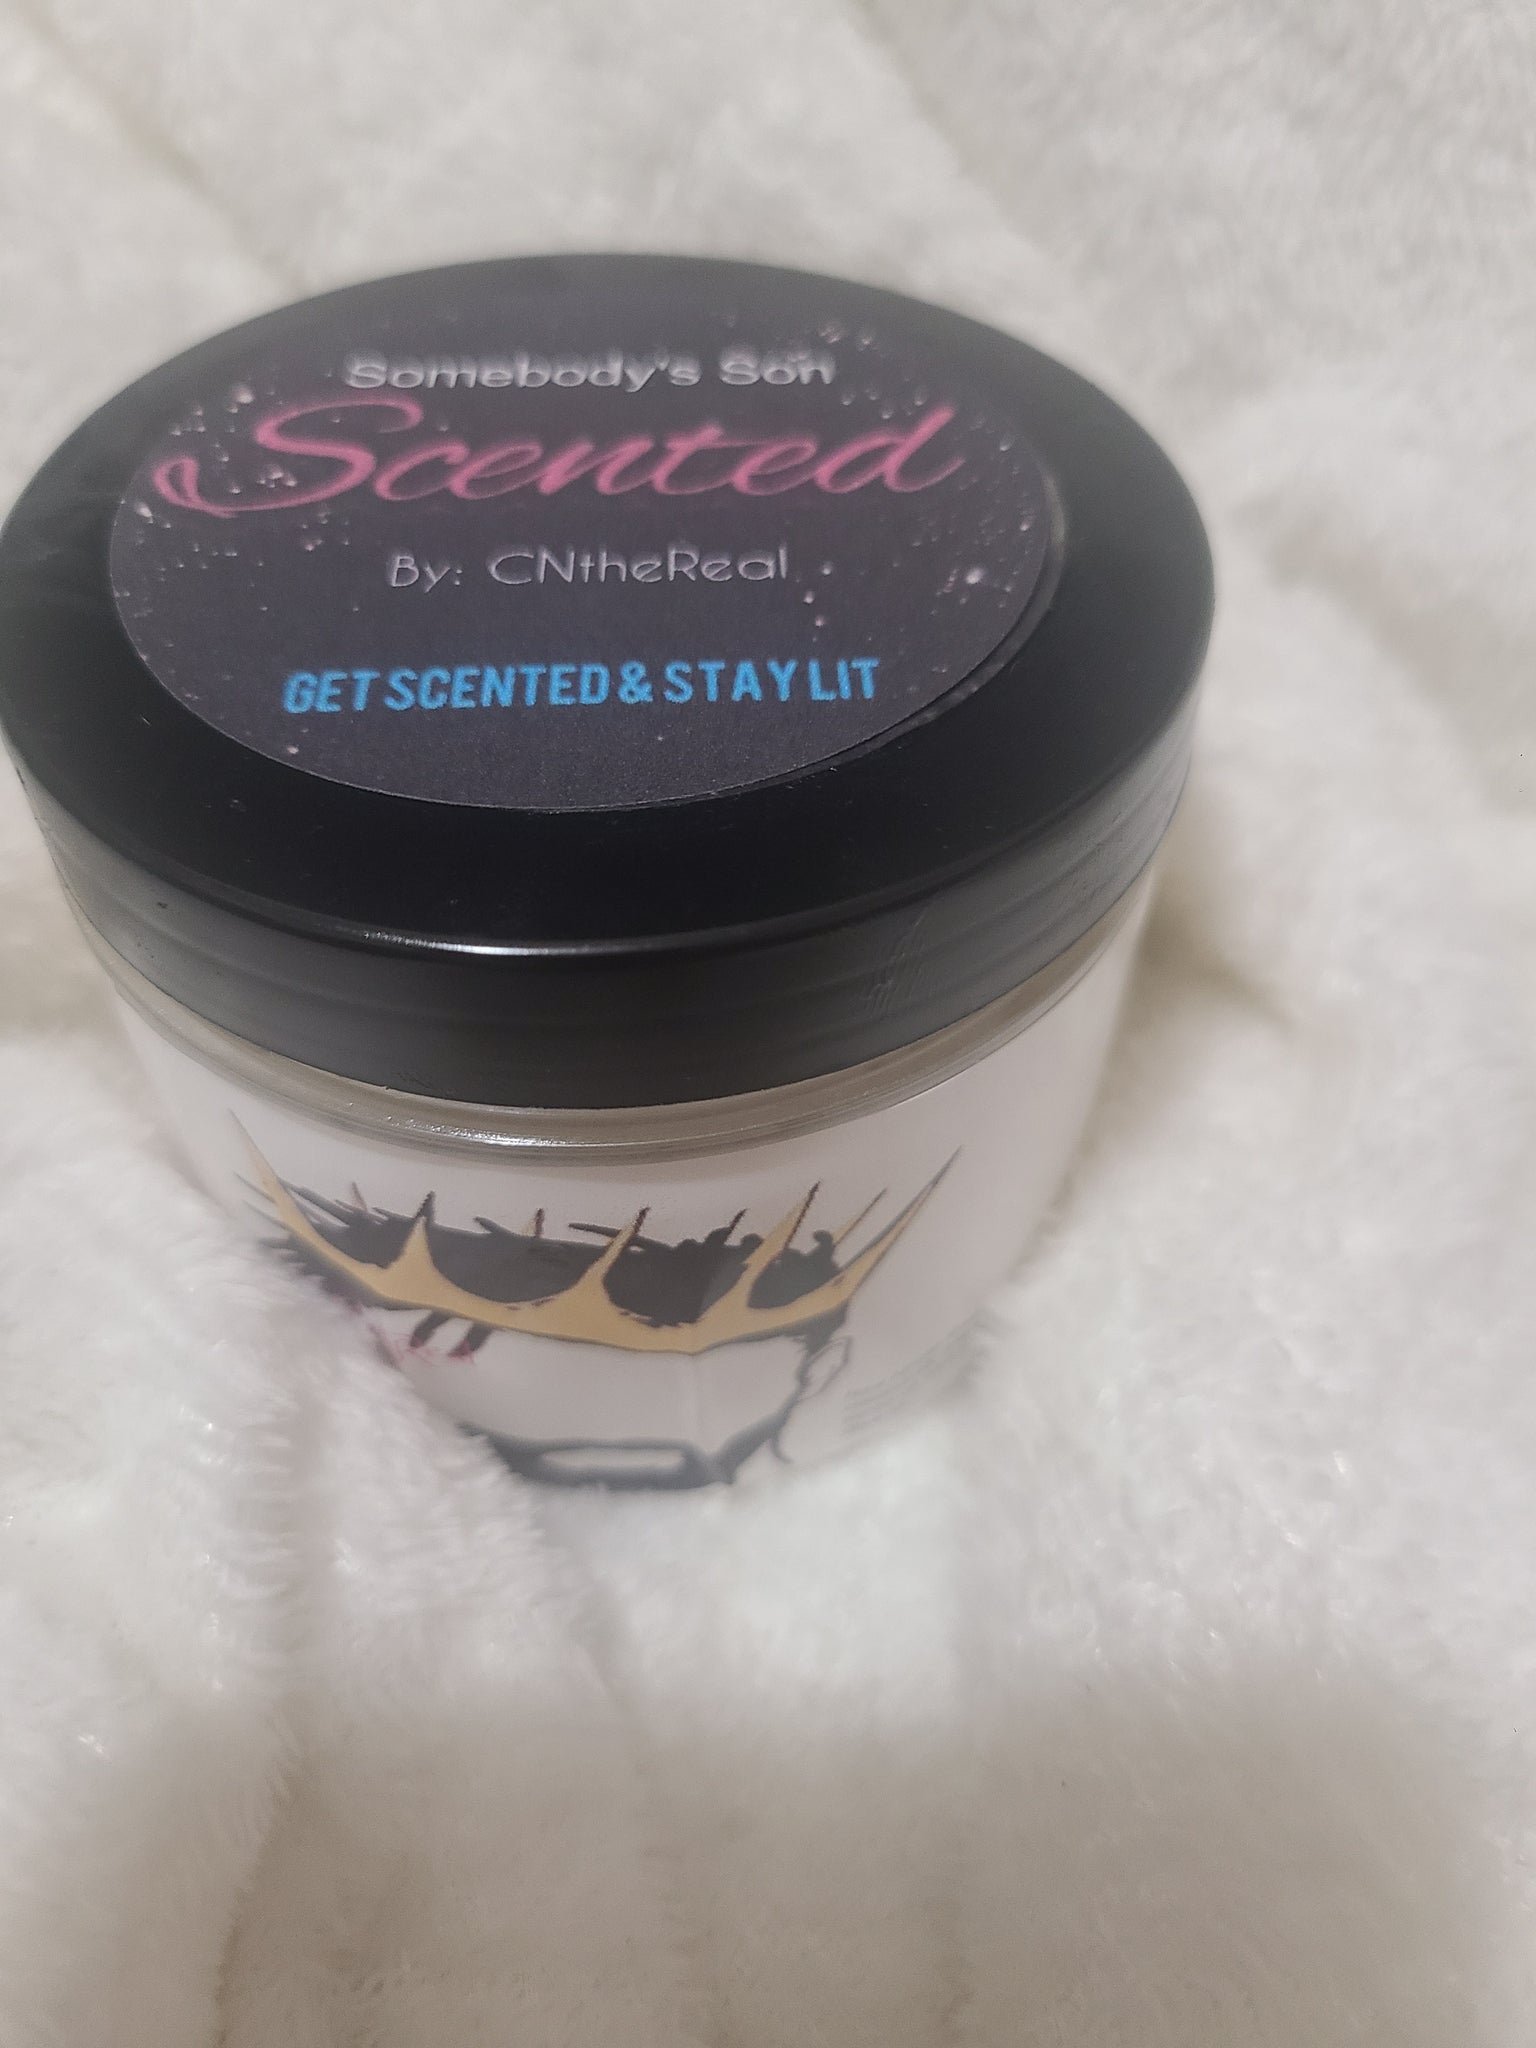 Somebody's Son
Scented
By: CNtheReal
GET SCENTED & STAY LIT